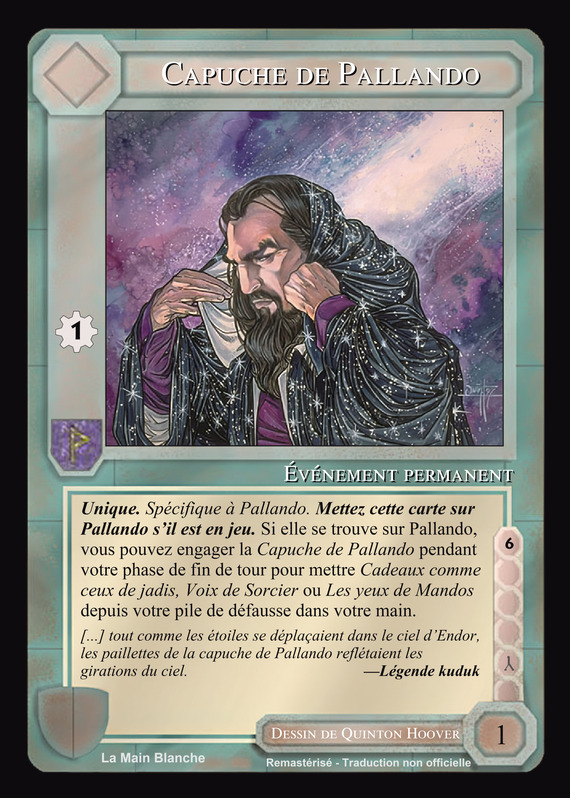 Capuche de Pallando
1
Événement permanent
Unique. Spécifique à Pallando. Mettez cette carte sur
Pallando s'il est en jeu. Si elle se trouve sur Pallando,
vous pouvez engager la Capuche de Pallando pendant
votre phase de fin de tour pour mettre Cadeaux comme
ceux de jadis, Voix de Sorcier ou Les yeux de Mandos
depuis votre pile de défausse dans votre main.
6
[...] tout comme les étoiles se déplaçaient dans le ciel d'Endor,
les paillettes de la capuche de Pallando reflétaient les
girations du ciel. —Légende kuduk
Dessin de Quinton Hoover
1
La Main Blanche
Remastérisé - Traduction non officielle